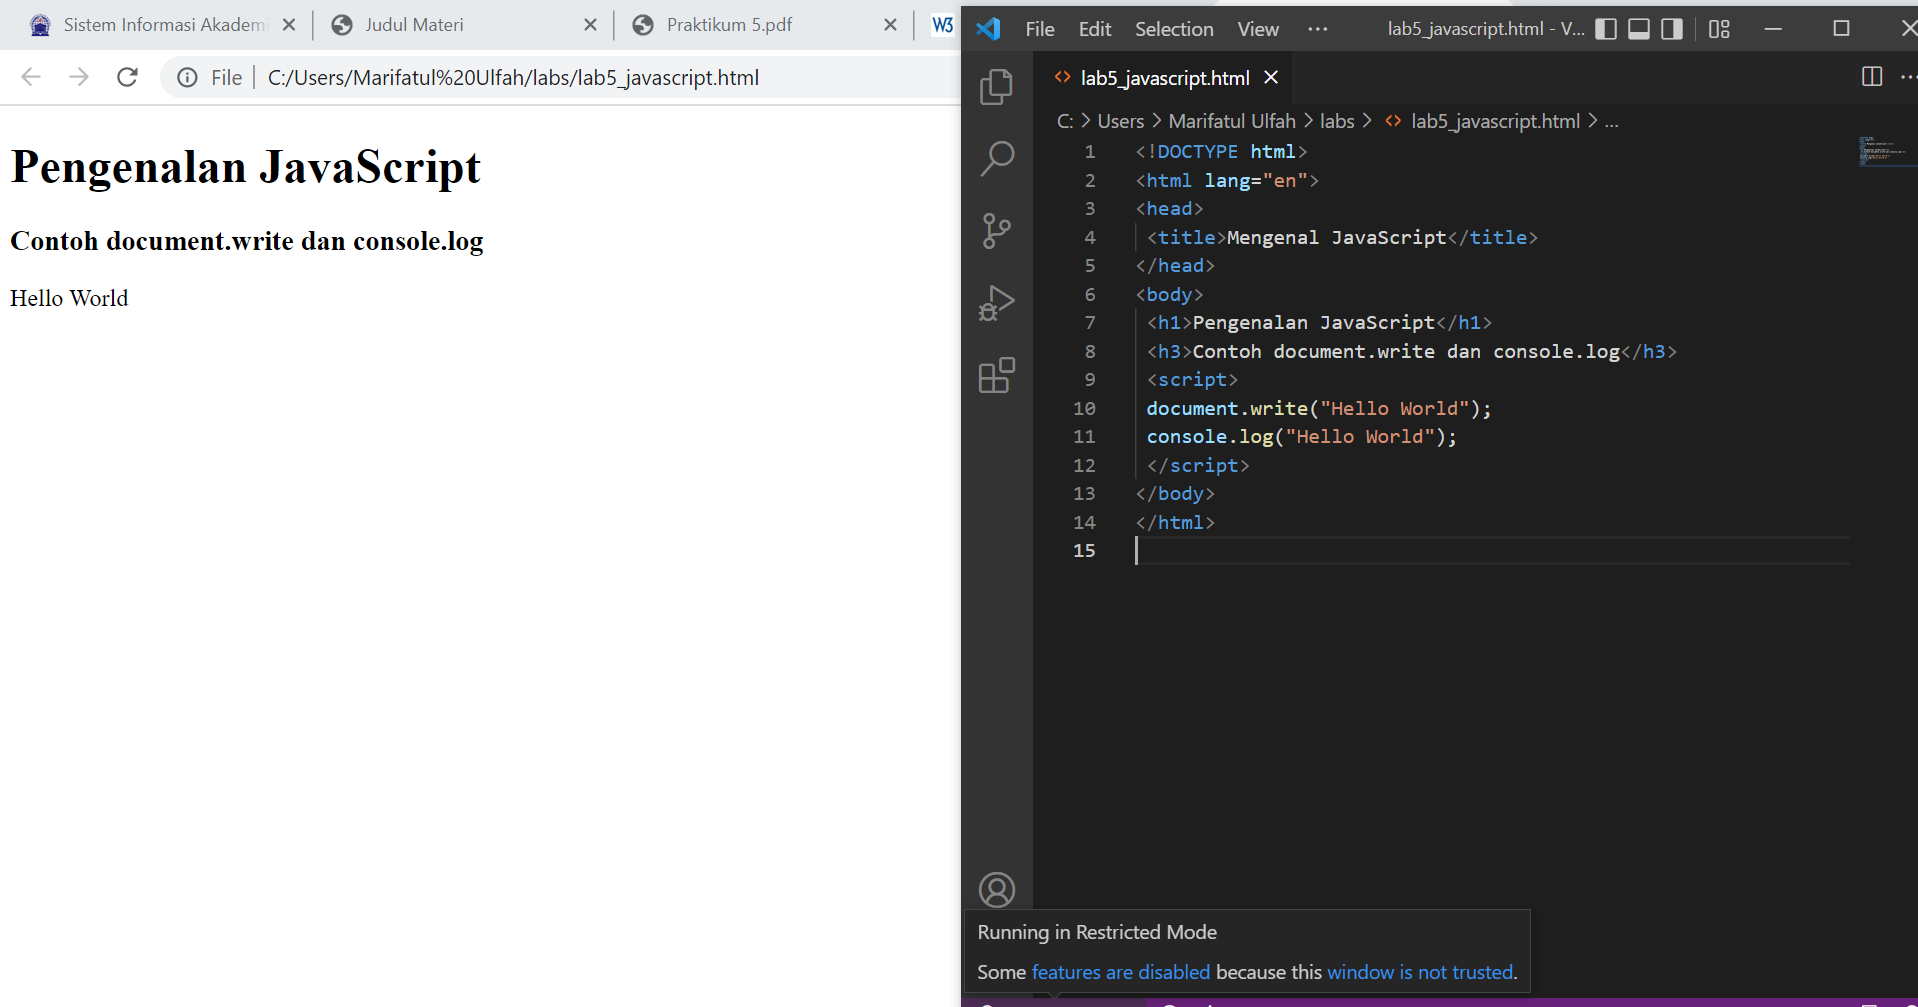 Sistem Informasi Akademi
Judul Materi
Praktikum 5.pdf
W3
File
C:/Users/Marifatul%20Ulfah/labs/lab5_javascript.html
Pengenalan JavaScript
Contoh document.write dan console.log
Hello World
File Edit Selection View ··· lab5_javascript.html - V...
lab5_javascript.html
C: > Users > Marifatul Ulfah > labs > <> lab5_javascript.html > ...
1 <!DOCTYPE html>
2 <html lang="en">
3 <head>
4 <title>Mengenal JavaScript</title>
5 </head>
6 <body>
7 <h1>Pengenalan JavaScript</h1>
8 <h3>Contoh document.write dan console.log</h3>
9 <script>
10 document.write("Hello World");
11 console.log("Hello World");
12 </script>
13 </body>
14 </html>
15
Running in Restricted Mode
Some features are disabled because this window is not trusted.